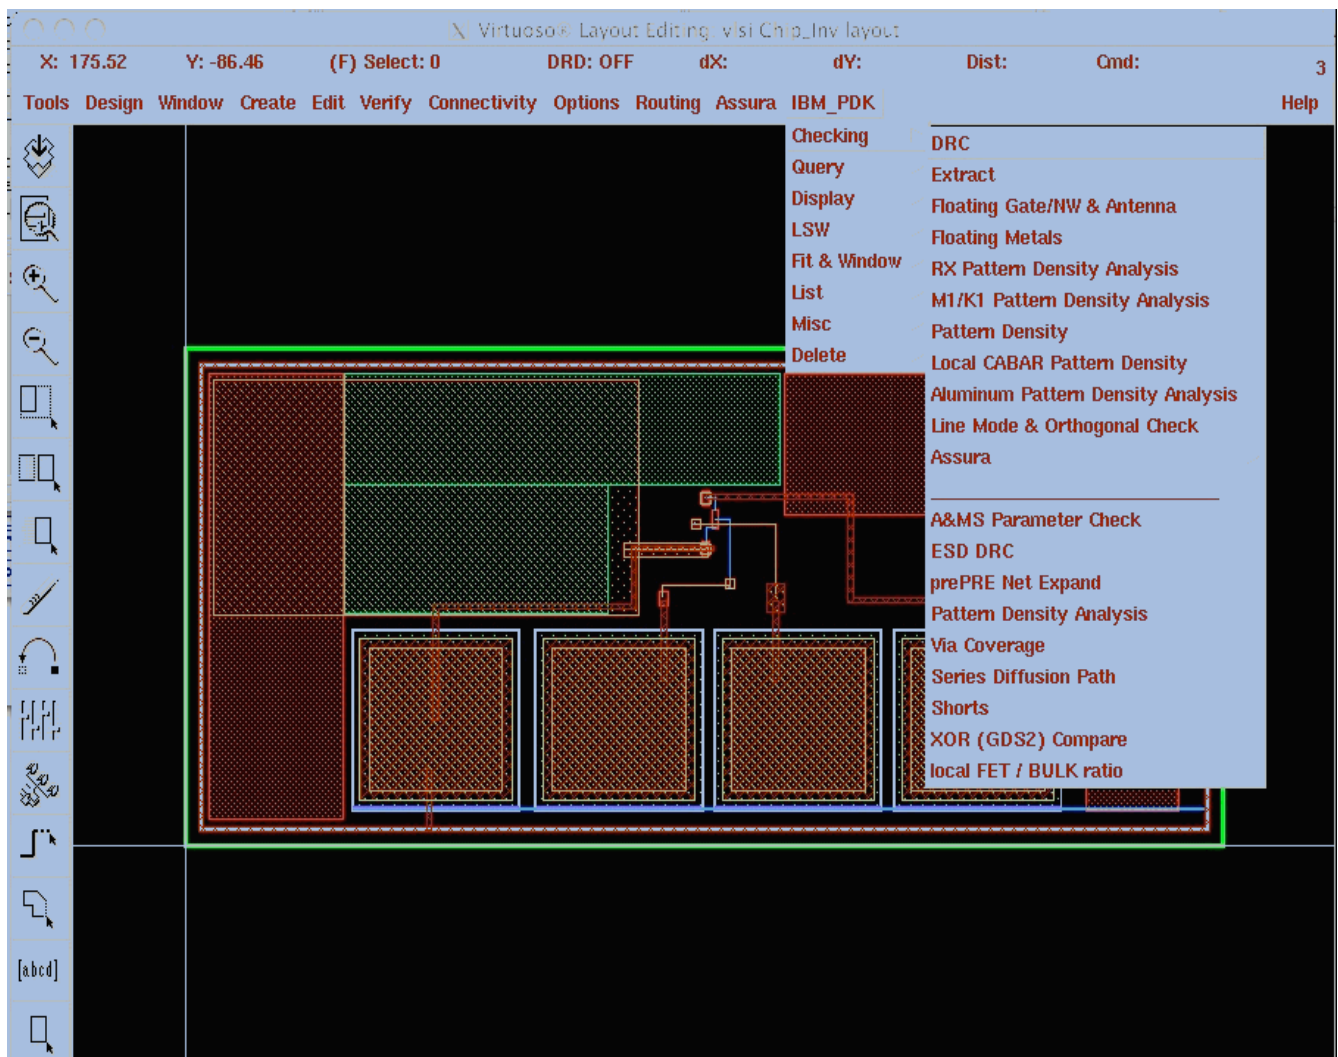 Virtuoso® Layout Editing: vlsi Chip_Inv layout
X: 175.52 Y: -86.46 (F) Select: 0 DRD: OFF dX: dY: Dist: Cmd: 3
Tools Design Window Create Edit Verify Connectivity Options Routing Assura IBM_PDK Help
Checking
Query
Display
LSW
Fit & Window
List
Misc
Delete
DRC
Extract
Floating Gate/NW & Antenna
Floating Metals
RX Pattern Density Analysis
M1/K1 Pattern Density Analysis
Pattern Density
Local CABAR Pattern Density
Aluminum Pattern Density Analysis
Line Mode & Orthogonal Check
Assura
A&MS Parameter Check
ESD DRC
prePRE Net Expand
Pattern Density Analysis
Via Coverage
Series Diffusion Path
Shorts
XOR (GDS2) Compare
local FET / BULK ratio
[abcd]